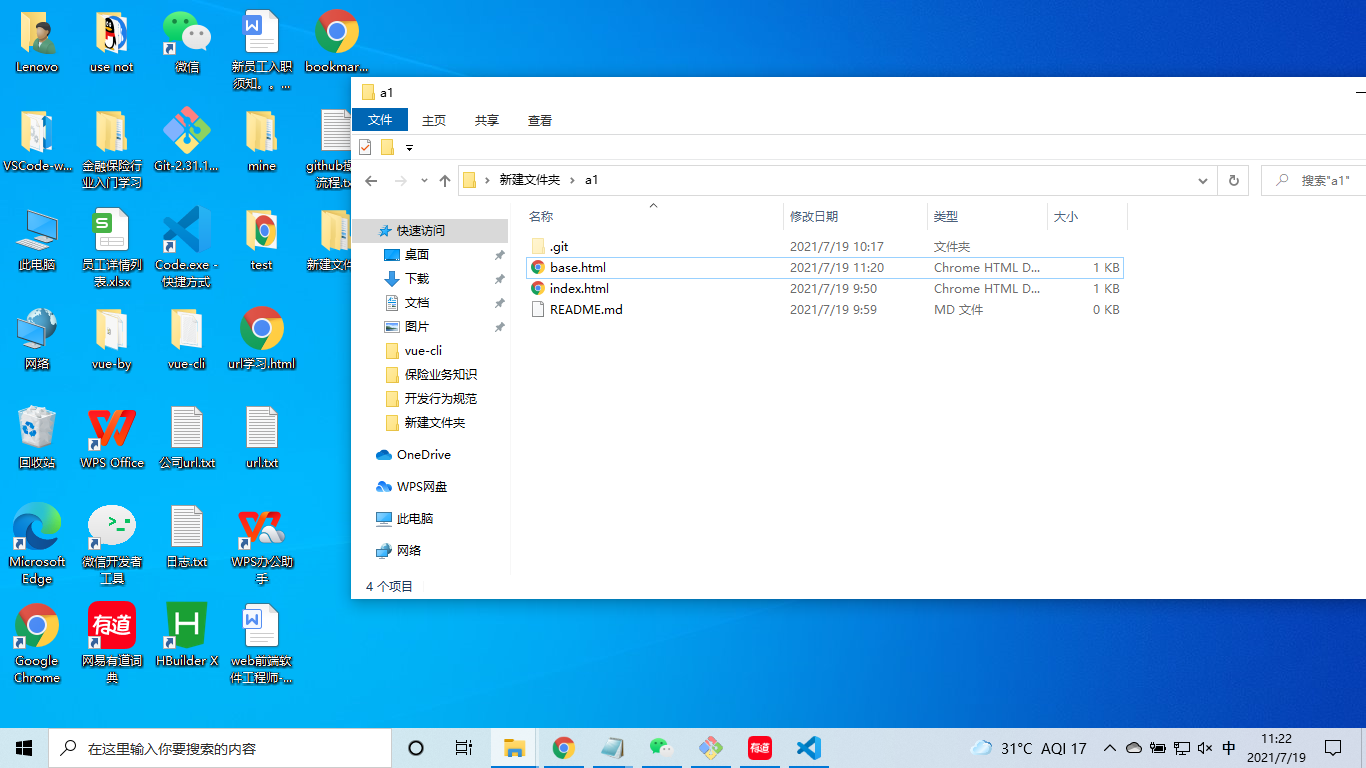 Lenovo
use not
微信
新员工入职
须知。。...
bookmar...
VSCode-w...
金融保险行
业入门学习
Git-2.31.1...
mine
流程.tx
此电脑
员工详情列
表.xlsx
Code.exe -
快捷方式
test
新建文件
网络
vue-by
vue-cli
url学习.html
回收站
WPS Office
公司url.txt
url.txt
Microsoft
Edge
微信开发者
工具
日志.txt
WPS办公助
手
Google
Chrome
有道
网易有道词
典
HBuilder X
web前端软
件工程师-...
a1
文件
主页
共享
查看
新建文件夹
a1
搜索"a1"
快速访问
桌面
下载
文档
图片
vue-cli
保险业务知识
开发行为规范
新建文件夹
OneDrive
WPS网盘
此电脑
网络
名称 修改日期 类型 大小
.git 2021/7/19 10:17 文件夹
base.html 2021/7/19 11:20 Chrome HTML D... 1 KB
index.html 2021/7/19 9:50 Chrome HTML D... 1 KB
README.md 2021/7/19 9:59 MD 文件 0 KB
4 个项目
在这里输入你要搜索的内容
有道
31°C AQI 17
中
11:22
2021/7/19